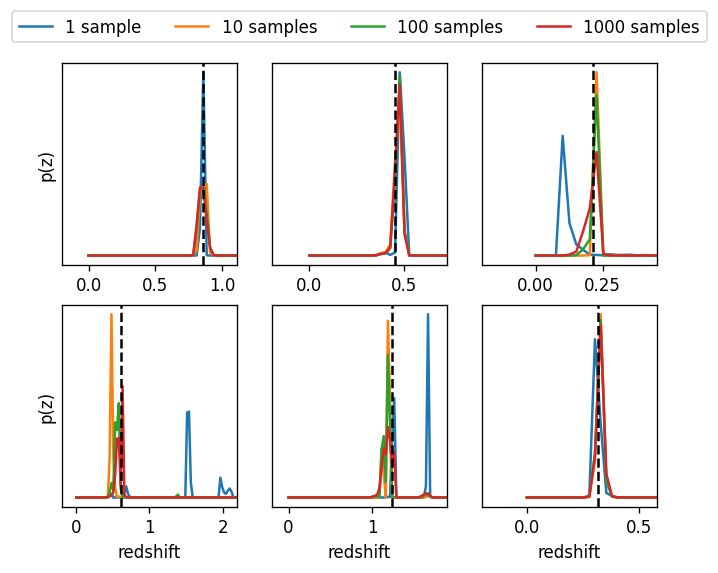 1 sample 10 samples 100 samples 1000 samples
p(z)
0.0 0.5 1.0 0.0 0.5 0.00 0.25
p(z)
0 1 2 0 1 0.0 0.5
redshift redshift redshift